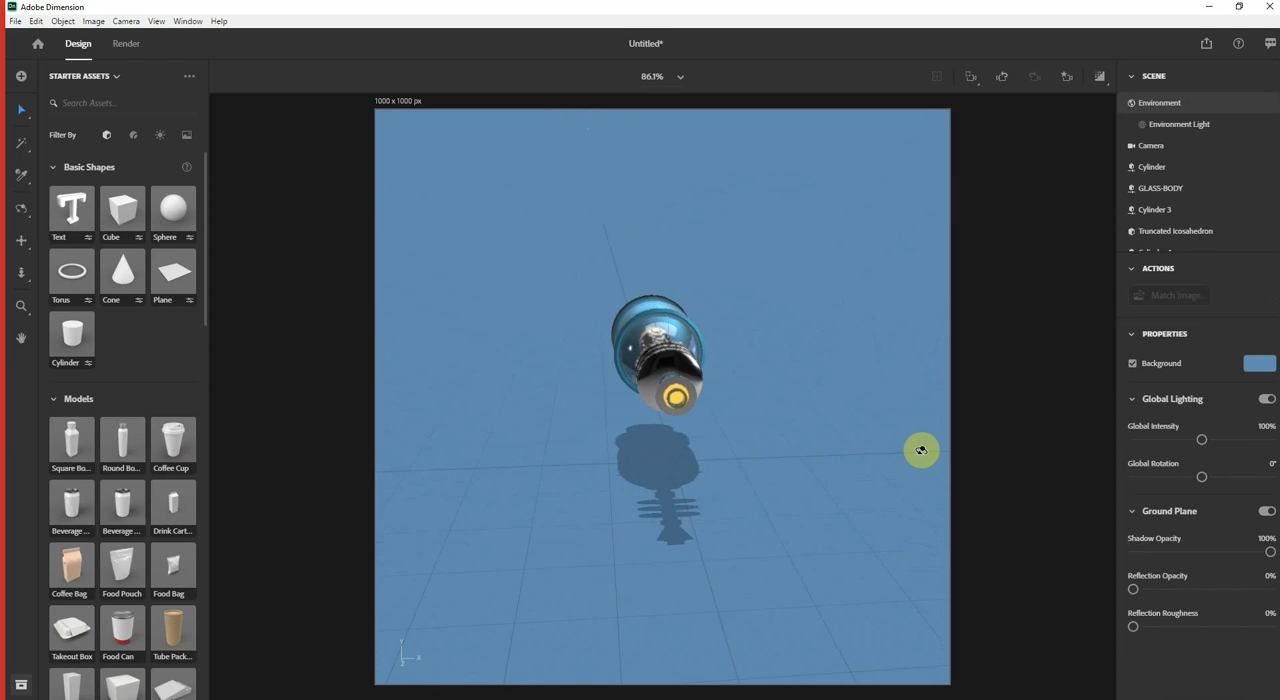 Dn Adobe Dimension
File Edit Object Image Camera View Window Help
Design Render Untitled*
STARTER ASSETS 86.1% SCENE
1000 x 1000 px
Search Assets...
Environment
Environment Light
Filter By
Camera
Basic Shapes
Cylinder
GLASS-BODY
Cylinder 3
Text Cube Sphere
Truncated Icosahedron
ACTIONS
Match Image...
Torus Cone Plane
PROPERTIES
Cylinder
Background
Models
Global Lighting
Global Intensity 100%
Square Bo... Round Bo... Coffee Cup
Global Rotation 0°
Ground Plane
Beverage ... Beverage ... Drink Cart...
Shadow Opacity 100%
Reflection Opacity 0%
Coffee Bag Food Pouch Food Bag
Reflection Roughness 0%
Takeout Box Food Can Tube Pack...
Y
X
Z